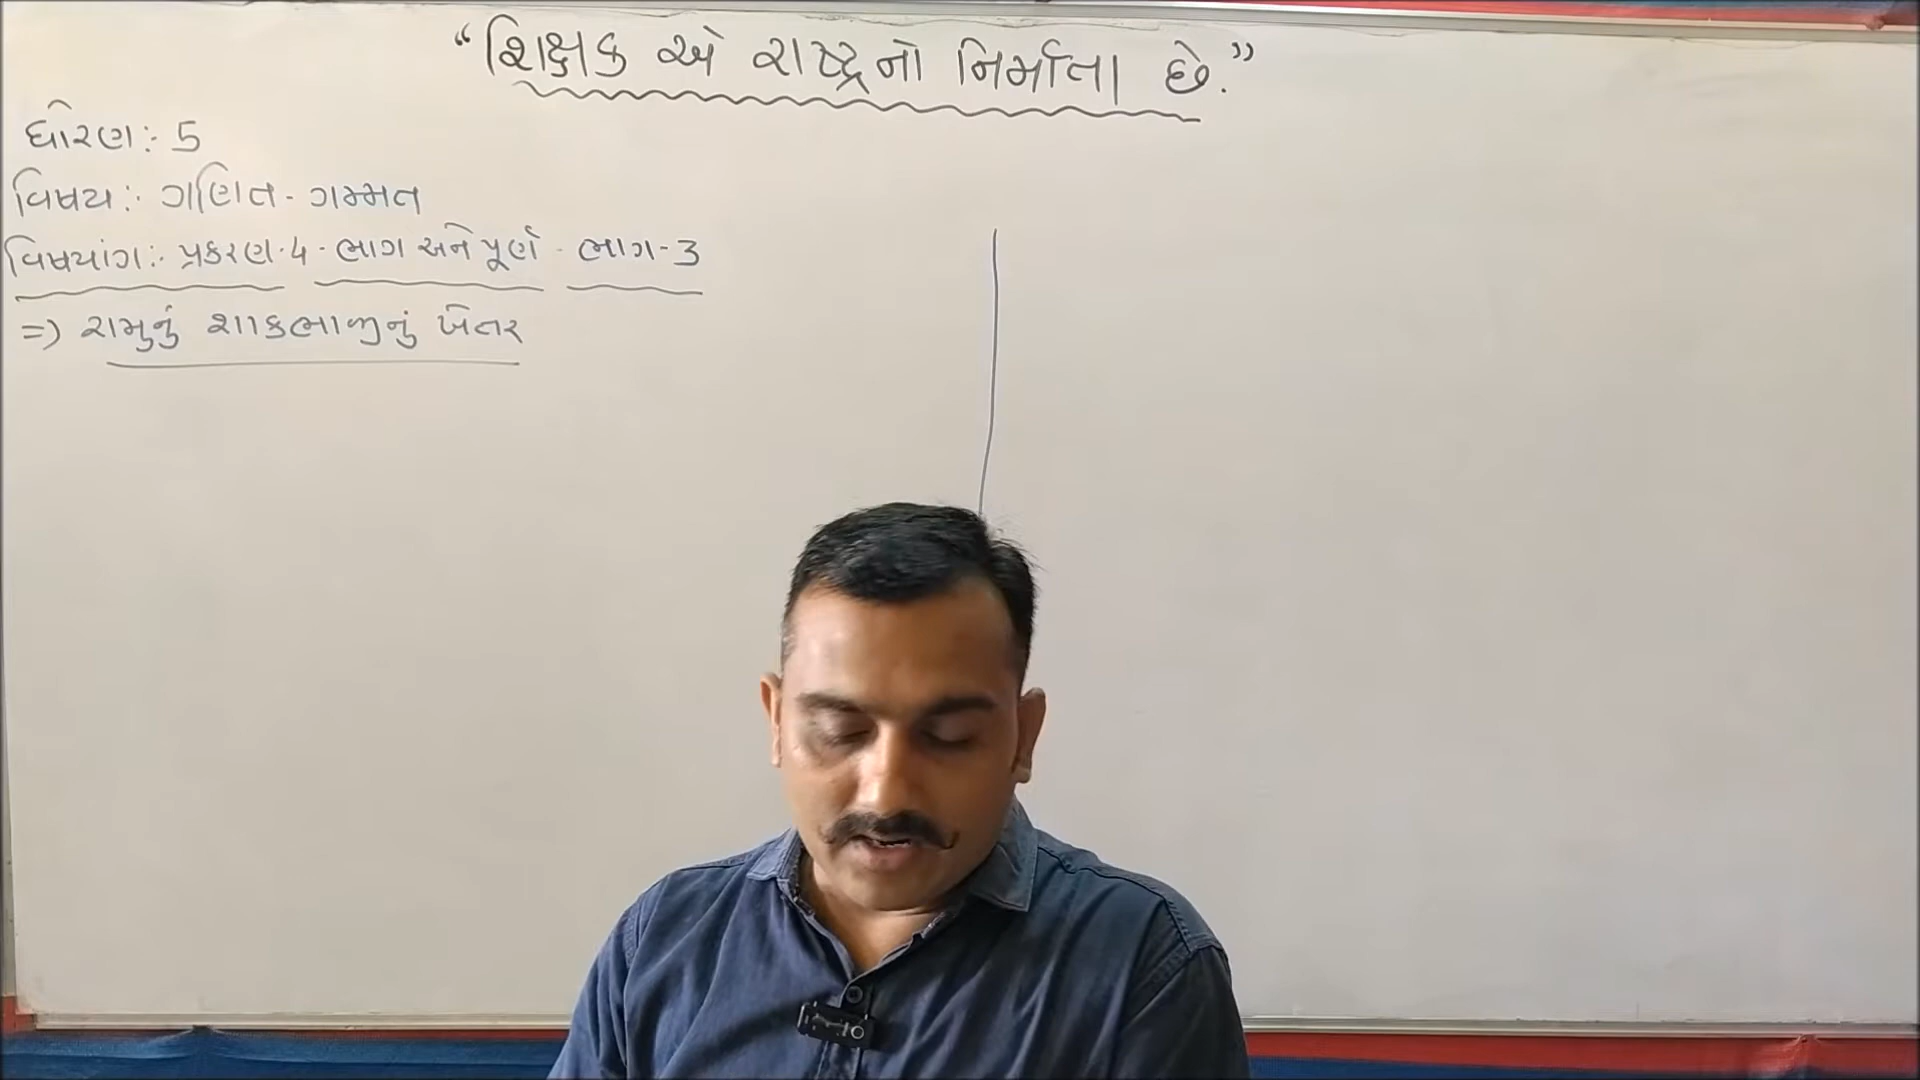 “શિક્ષક એ રાષ્ટ્રનો નિર્માતા છે.”
ધોરણ :- 5
વિષય :- ગણિત - ગમ્મત
વિષયાંગ :- પ્રકરણ-4 - ભાગ અને પૂર્ણ - ભાગ-3
=) રામુનું શાકભાજીનું ખેતર